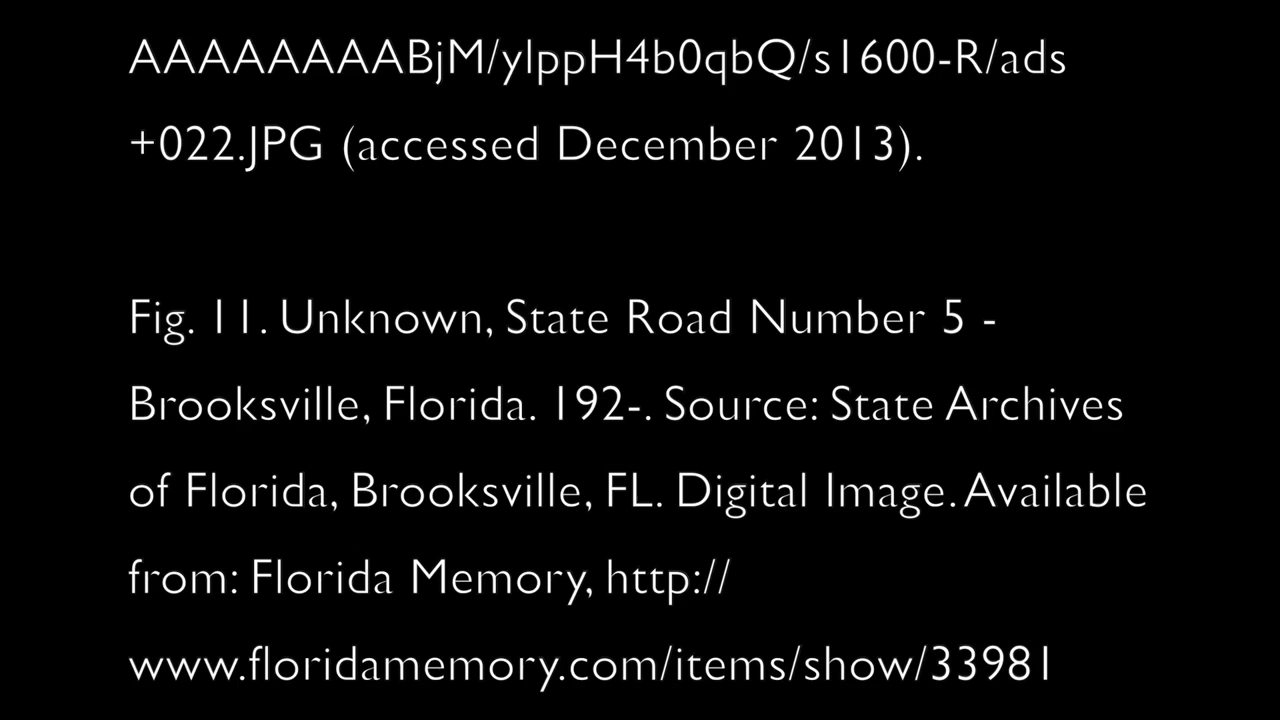 AAAAAAAABjM/ylppH4b0qbQ/s1600-R/ads
+022.JPG (accessed December 2013).
Fig. 11. Unknown, State Road Number 5 -
Brooksville, Florida. 192-. Source: State Archives
of Florida, Brooksville, FL. Digital Image. Available
from: Florida Memory, http://
www.floridamemory.com/items/show/33981